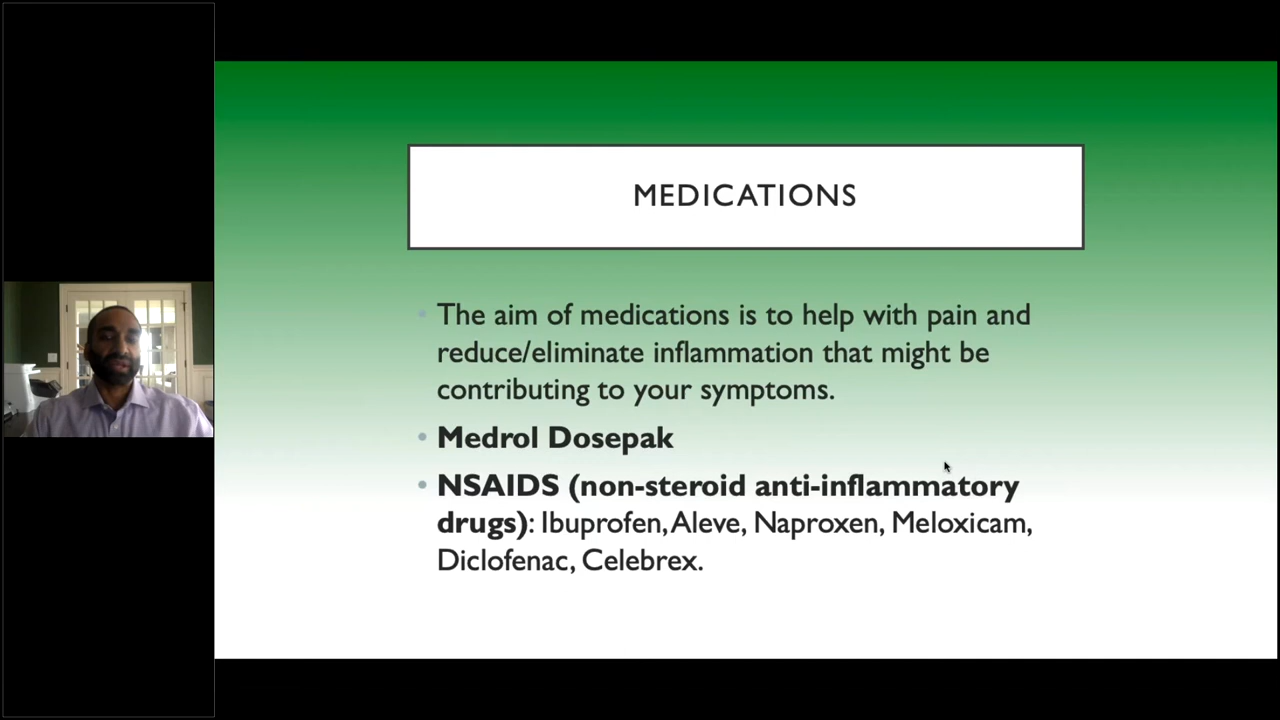 MEDICATIONS
• The aim of medications is to help with pain and
reduce/eliminate inflammation that might be
contributing to your symptoms.
• Medrol Dosepak
• NSAIDS (non-steroid anti-inflammatory
drugs): Ibuprofen, Aleve, Naproxen, Meloxicam,
Diclofenac, Celebrex.